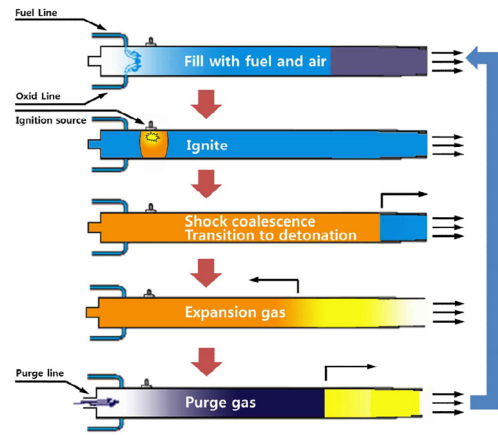 Fuel Line
Fill with fuel and air
Oxid Line
Ignition source
Ignite
Shock coalescence
Transition to detonation
Expansion gas
Purge line
Purge gas